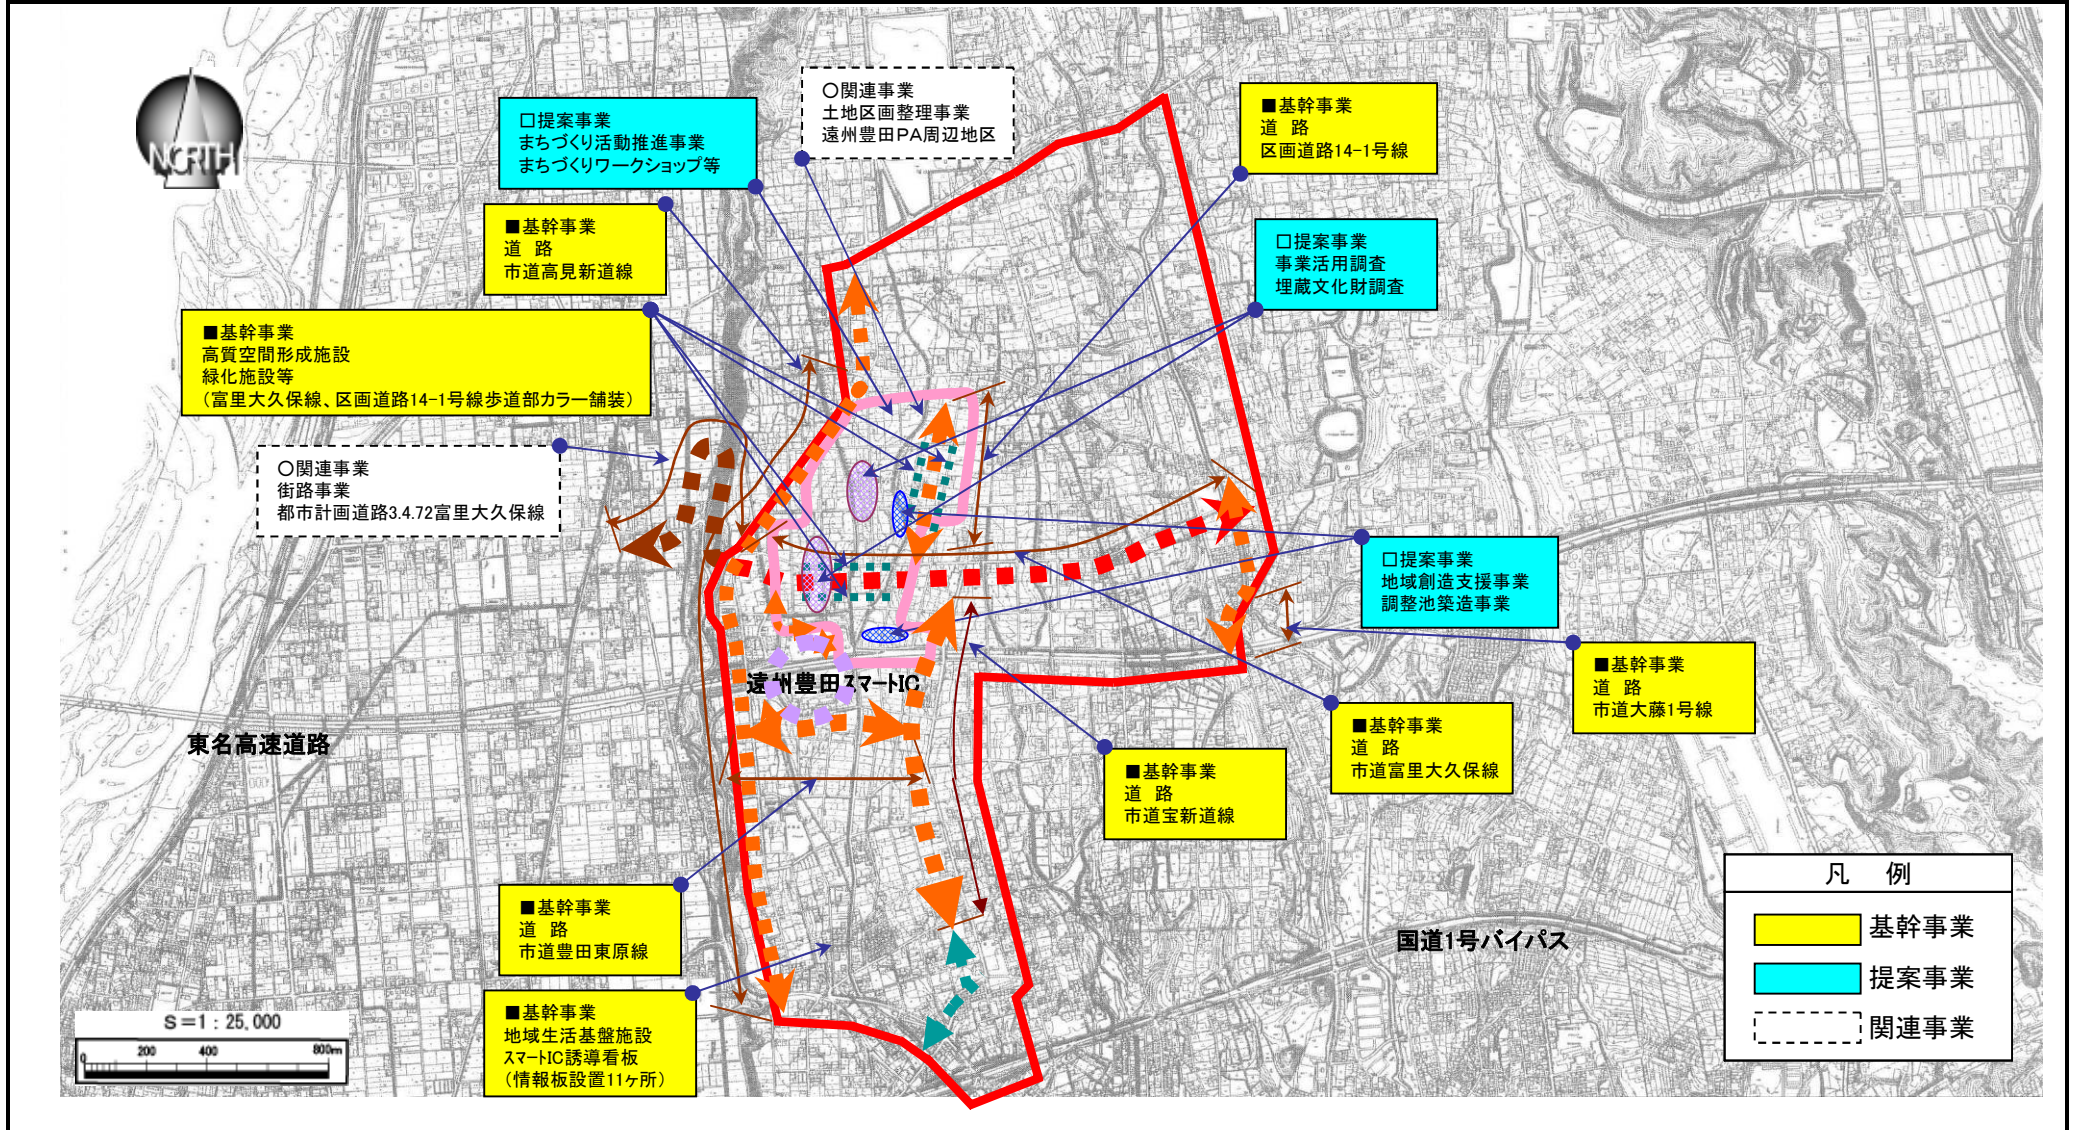 NORTH
□提案事業
まちづくり活動推進事業
まちづくりワークショップ等
○関連事業
土地区画整理事業
遠州豊田PA周辺地区
■基幹事業
道 路
区画道路14-1号線
■基幹事業
道 路
市道高見新道線
□提案事業
事業活用調査
埋蔵文化財調査
■基幹事業
高質空間形成施設
緑化施設等
（富里大久保線、区画道路14-1号線歩道部カラー舗装）
○関連事業
街路事業
都市計画道路3.4.72富里大久保線
□提案事業
地域創造支援事業
調整池築造事業
■基幹事業
道 路
市道大藤1号線
遠州豊田スマートIC
東名高速道路
■基幹事業
道 路
市道富里大久保線
■基幹事業
道 路
市道宝新道線
■基幹事業
道 路
市道豊田東原線
国道1号バイパス
■基幹事業
地域生活基盤施設
スマートIC誘導看板
（情報板設置11ヶ所）
S＝1：25,000
0 200 400 800m
凡 例
基幹事業
提案事業
関連事業